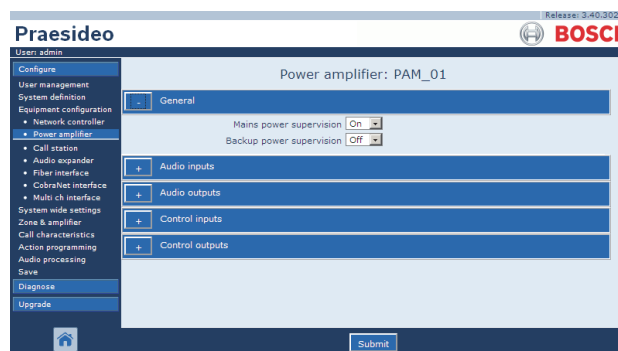 Release: 3.40.302
Praesideo
BOSCH
User: admin
Configure
User management
System definition
Equipment configuration
• Network controller
• Power amplifier
• Call station
• Audio expander
• Fiber interface
• CobraNet interface
• Multi ch interface
System wide settings
Zone & amplifier
Call characteristics
Action programming
Audio processing
Save
Diagnose
Upgrade
Power amplifier: PAM_01
- General
Mains power supervision On
Backup power supervision Off
+ Audio inputs
+ Audio outputs
+ Control inputs
+ Control outputs
Submit